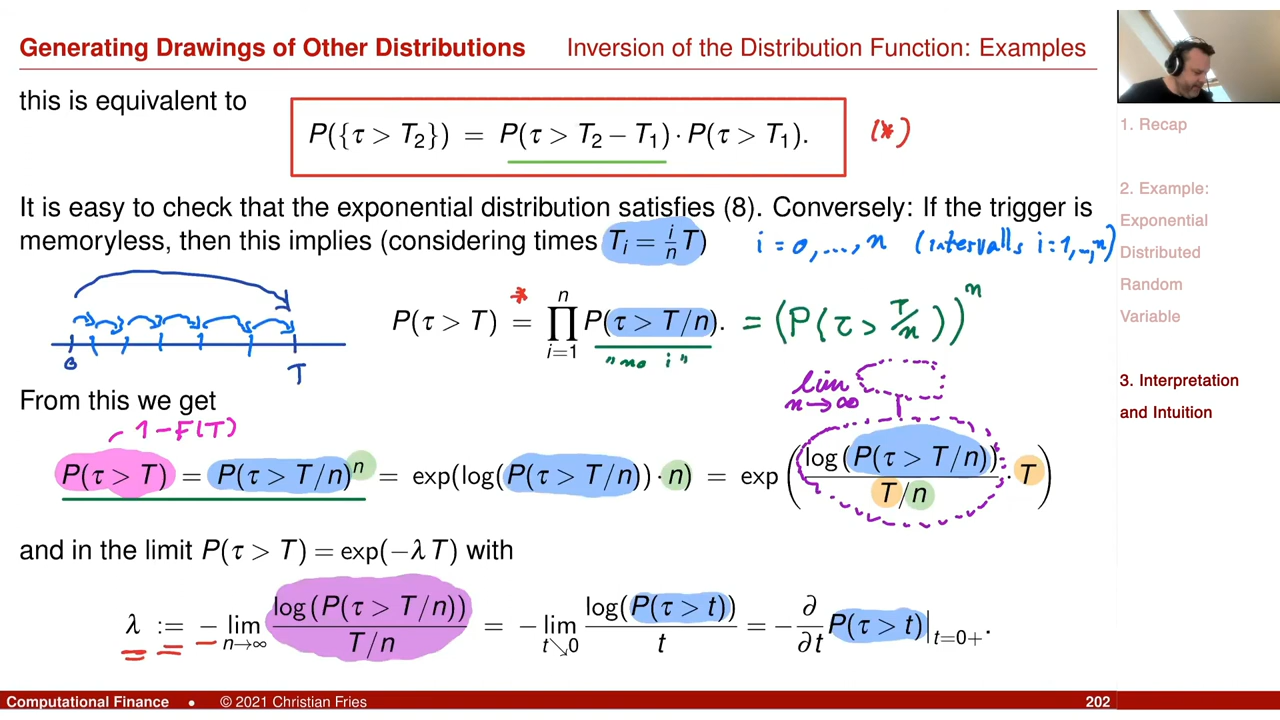 Generating Drawings of Other Distributions Inversion of the Distribution Function: Examples
this is equivalent to
P({τ > T₂}) = P(τ > T₂ − T₁) · P(τ > T₁). (*)
It is easy to check that the exponential distribution satisfies (8). Conversely: If the trigger is
memoryless, then this implies (considering times Tᵢ = i/n T) i = 0, ..., n (intervalls i=1,..,n)
P(τ > T) =* ∏_{i=1}^{n} P(τ > T/n). = (P(τ > T/n))ⁿ
"no i"
0 T
From this we get
1-F(T)
lim n→∞
P(τ > T) = P(τ > T/n)ⁿ = exp(log(P(τ > T/n)) · n) = exp( log(P(τ > T/n)) / (T/n) · T )
and in the limit P(τ > T) = exp(−λT) with
λ := − lim_{n→∞} log(P(τ > T/n)) / (T/n) = − lim_{t↘0} log(P(τ > t)) / t = − ∂/∂t P(τ > t)|_{t=0+}.
Computational Finance • © 2021 Christian Fries 202
1. Recap
2. Example:
Exponential
Distributed
Random
Variable
3. Interpretation
and Intuition